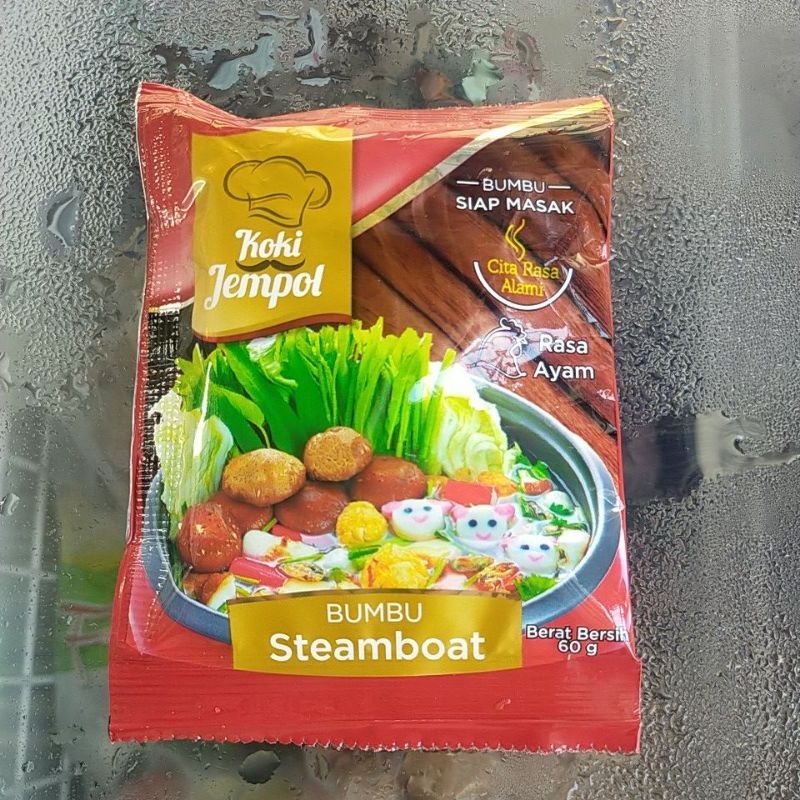 Koki
Jempol
BUMBU
SIAP MASAK
Cita Rasa
Alami
Rasa
Ayam
BUMBU
Steamboat
Berat Bersih
60 g